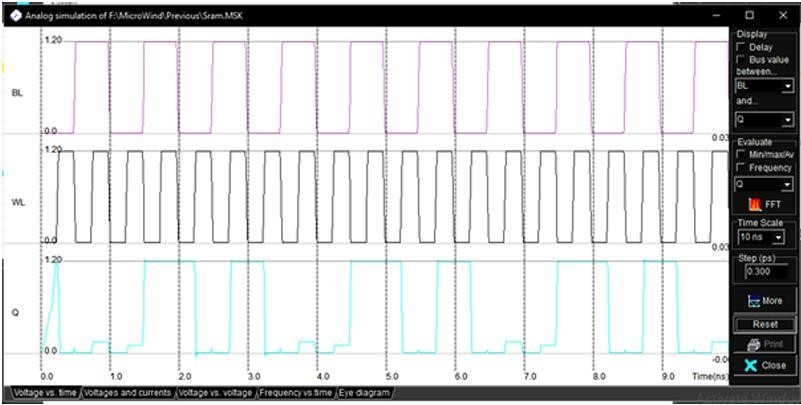 Analog simulation of F:\MicroWind\Previous\Sram.MSK
Display
Delay
Bus value
between...
BL
and...
Q
Evaluate
Min/max/Av
Frequency
Q
FFT
Time Scale
10 ns
Step (ps)
0.300
More
Reset
Print
Close
1.20
BL
0.0
0.03
1.20
WL
0.0
0.03
1.20
Q
0.0
-0.00
0.0 1.0 2.0 3.0 4.0 5.0 6.0 7.0 8.0 9.0 Time(ns)
Voltage vs. time Voltages and currents Voltage vs. voltage Frequency vs.time Eye diagram
Activate Window